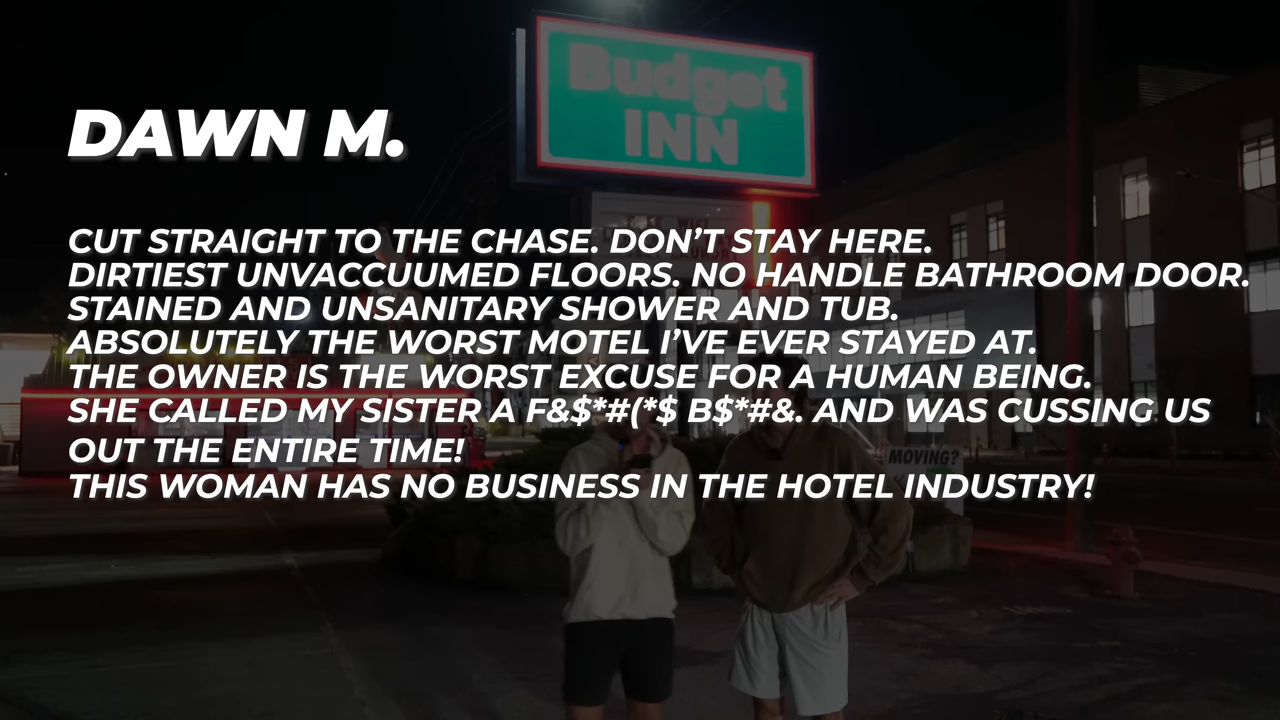 Budget
INN
DAWN M.
CUT STRAIGHT TO THE CHASE. DON'T STAY HERE.
DIRTIEST UNVACCUUMED FLOORS. NO HANDLE BATHROOM DOOR.
STAINED AND UNSANITARY SHOWER AND TUB.
ABSOLUTELY THE WORST MOTEL I'VE EVER STAYED AT.
THE OWNER IS THE WORST EXCUSE FOR A HUMAN BEING.
SHE CALLED MY SISTER A F&$*#(*$ B$*#&. AND WAS CUSSING US
OUT THE ENTIRE TIME!
MOVING?
THIS WOMAN HAS NO BUSINESS IN THE HOTEL INDUSTRY!